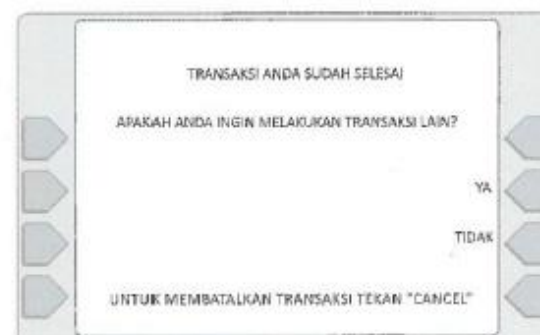 TRANSAKSI ANDA SUDAH SELESAI
APAKAH ANDA INGIN MELAKUKAN TRANSAKSI LAIN?
YA
TIDAK
UNTUK MEMBATALKAN TRANSAKSI TEKAN "CANCEL"